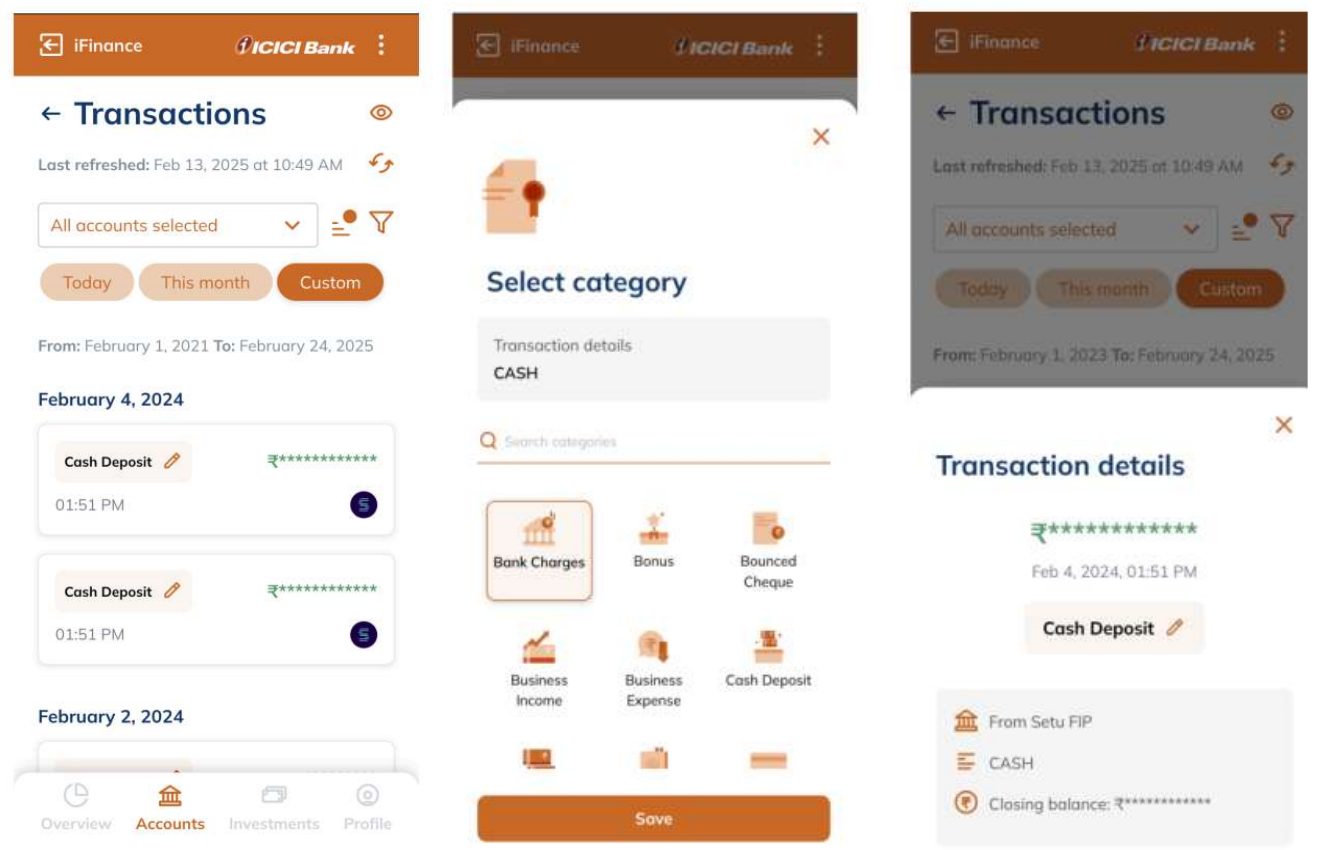 iFinance
ICICI Bank
← Transactions
Last refreshed: Feb 13, 2025 at 10:49 AM
All accounts selected
Today
This month
Custom
From: February 1, 2021 To: February 24, 2025
February 4, 2024
Cash Deposit
₹************
01:51 PM
Cash Deposit
₹************
01:51 PM
February 2, 2024
Overview
Accounts
Investments
Profile
iFinance
ICICI Bank
Select category
Transaction details
CASH
Search categories
Bank Charges
Bonus
Bounced
Cheque
Business
Income
Business
Expense
Cash Deposit
Save
iFinance
ICICI Bank
← Transactions
Last refreshed: Feb 13, 2025 at 10:49 AM
All accounts selected
Today
This month
Custom
From: February 1, 2023 To: February 24, 2025
Transaction details
₹************
Feb 4, 2024, 01:51 PM
Cash Deposit
From Setu FIP
CASH
Closing balance: ₹************